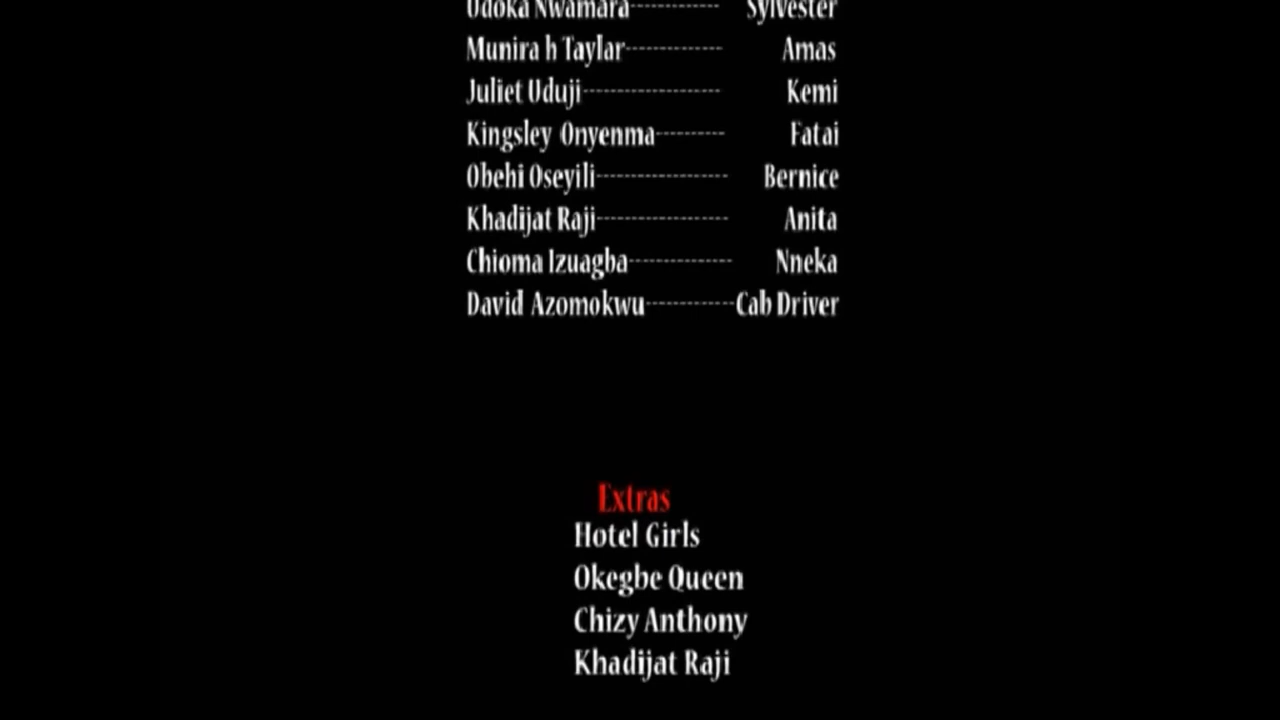 Udoka Nwamara------------- Sylvester
Munira h Taylar-------------- Amas
Juliet Uduji-------------------- Kemi
Kingsley Onyenma---------- Fatai
Obehi Oseyili------------------- Bernice
Khadijat Raji------------------- Anita
Chioma Izuagba--------------- Nneka
David Azomokwu-------------Cab Driver
Extras
Hotel Girls
Okegbe Queen
Chizy Anthony
Khadijat Raji